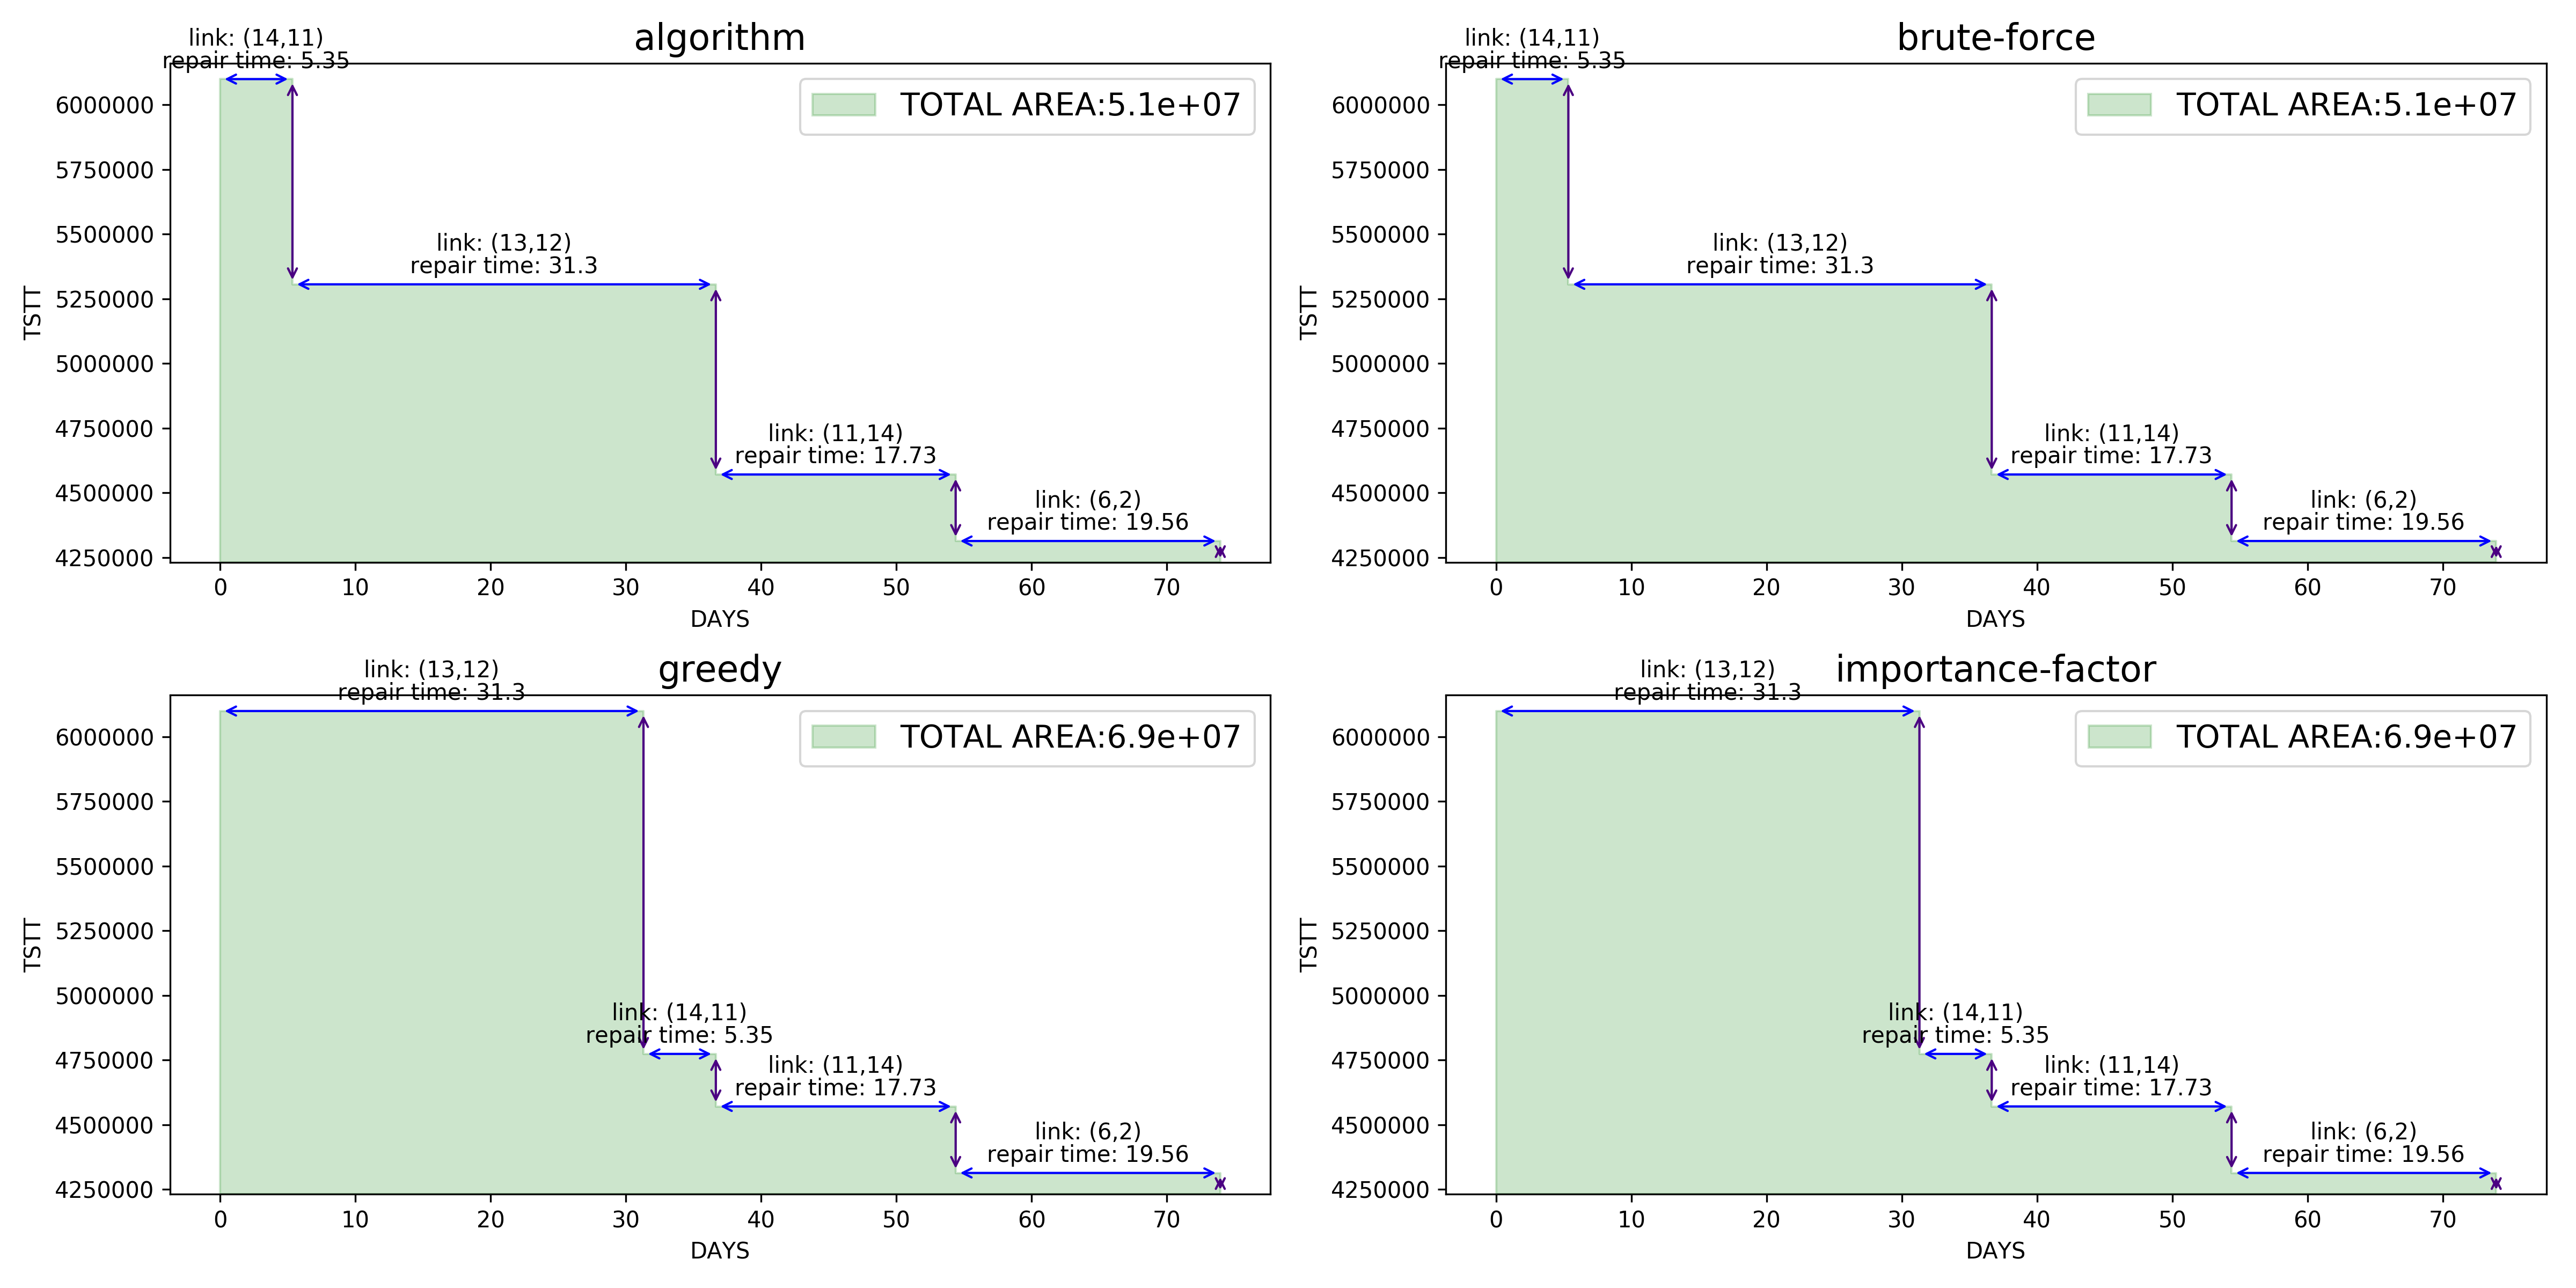 algorithm
link: (14,11)
repair time: 5.35
TOTAL AREA:5.1e+07
link: (13,12)
repair time: 31.3
link: (11,14)
repair time: 17.73
link: (6,2)
repair time: 19.56
6000000
5750000
5500000
5250000
5000000
4750000
4500000
4250000
TSTT
0 10 20 30 40 50 60 70
DAYS
brute-force
link: (14,11)
repair time: 5.35
TOTAL AREA:5.1e+07
link: (13,12)
repair time: 31.3
link: (11,14)
repair time: 17.73
link: (6,2)
repair time: 19.56
6000000
5750000
5500000
5250000
5000000
4750000
4500000
4250000
TSTT
0 10 20 30 40 50 60 70
DAYS
greedy
link: (13,12)
repair time: 31.3
TOTAL AREA:6.9e+07
link: (14,11)
repair time: 5.35
link: (11,14)
repair time: 17.73
link: (6,2)
repair time: 19.56
6000000
5750000
5500000
5250000
5000000
4750000
4500000
4250000
TSTT
0 10 20 30 40 50 60 70
DAYS
importance-factor
link: (13,12)
repair time: 31.3
TOTAL AREA:6.9e+07
link: (14,11)
repair time: 5.35
link: (11,14)
repair time: 17.73
link: (6,2)
repair time: 19.56
6000000
5750000
5500000
5250000
5000000
4750000
4500000
4250000
TSTT
0 10 20 30 40 50 60 70
DAYS